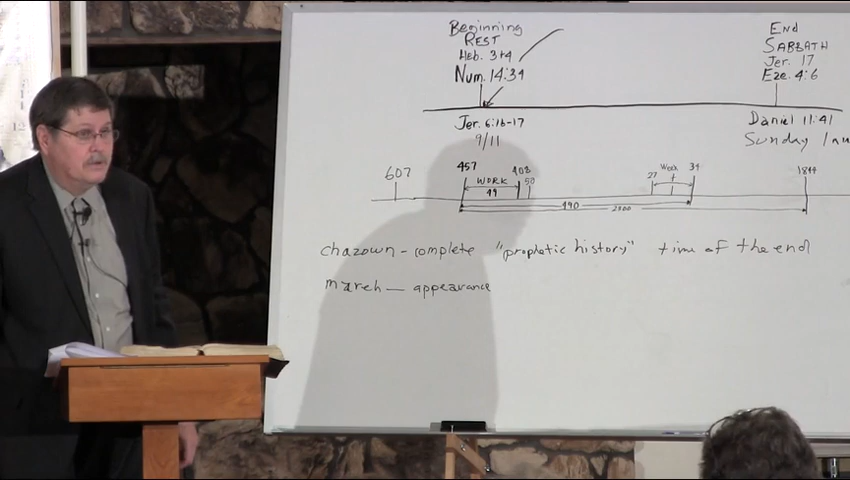 Beginning
REST
Heb. 3+4
Num. 14:34
End
SABBATH
Jer. 17
Eze. 4:6
Jer. 6:16-17
9/11
Daniel 11:41
Sunday
607
457
408
WORK
49
50
27
Week
34
1844
490
2300
chazown - complete "prophetic history" time of the end
mareh — appearance